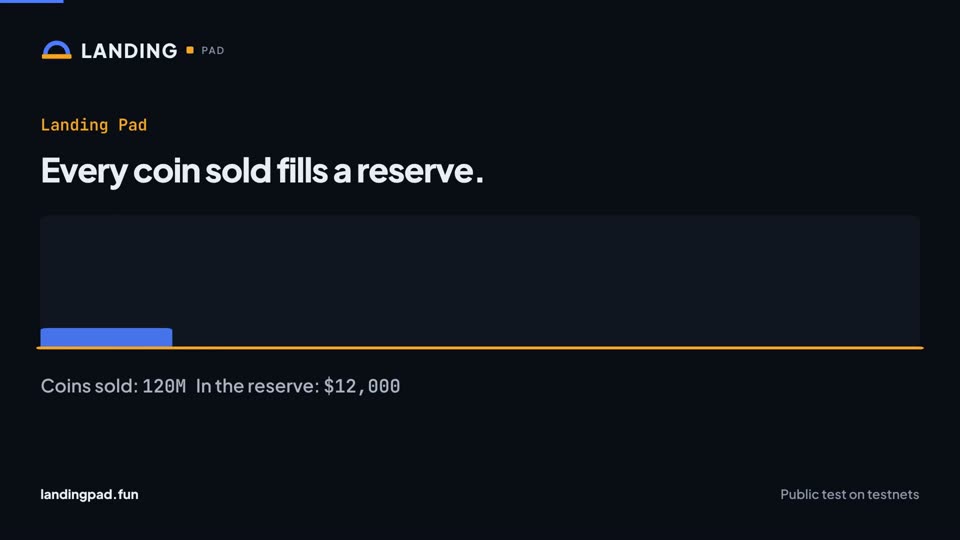 LANDING PAD
Landing Pad
Every coin sold fills a reserve.
Coins sold: 120M In the reserve: $12,000
landingpad.fun
Public test on testnets